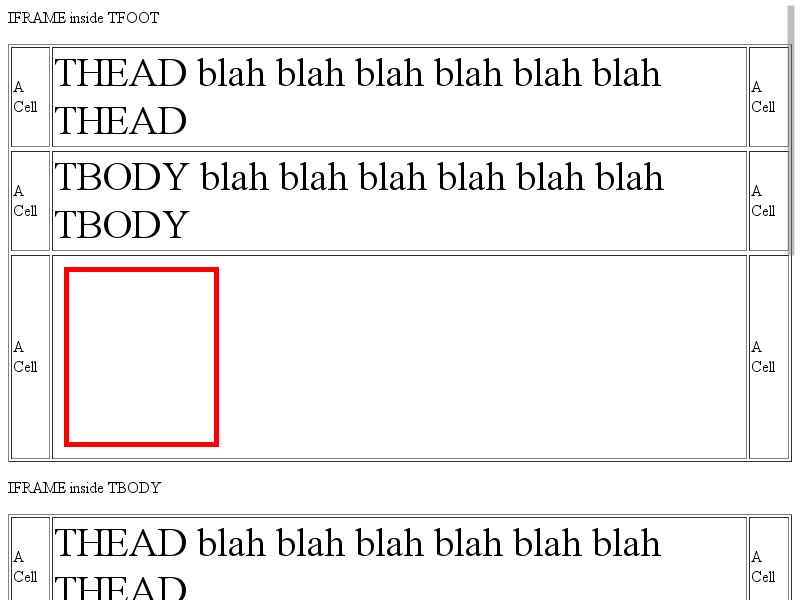 IFRAME inside TFOOT
A Cell THEAD blah blah blah blah blah blah THEAD A Cell
A Cell TBODY blah blah blah blah blah blah TBODY A Cell
A Cell A Cell
IFRAME inside TBODY
A Cell THEAD blah blah blah blah blah blah THEAD A Cell